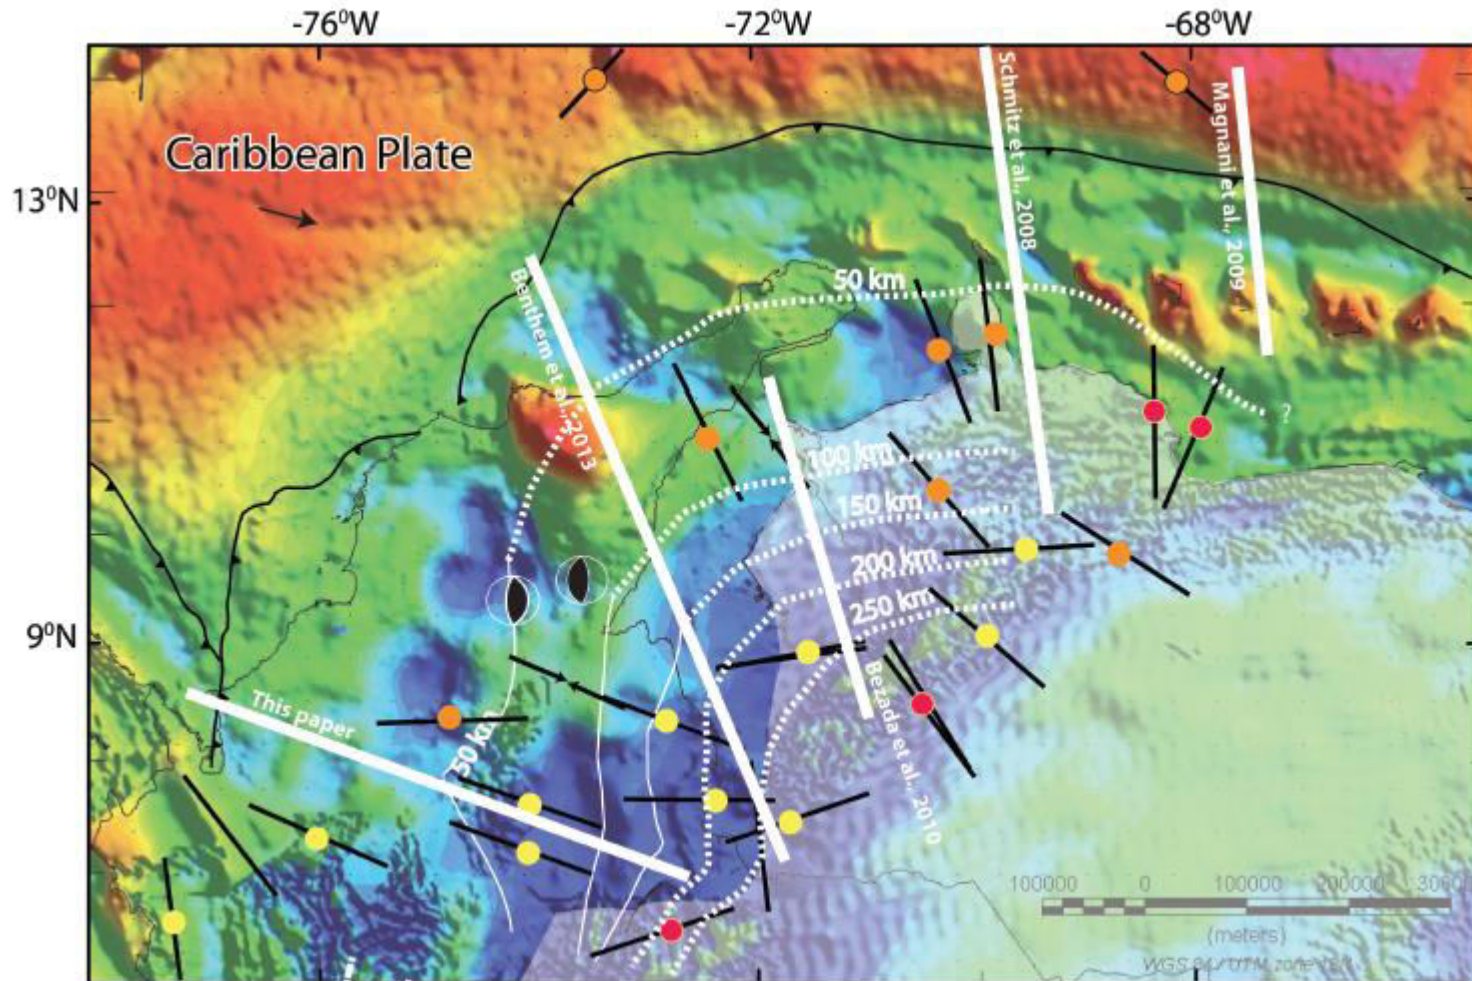 -76⁰W
-72⁰W
-68⁰W
13⁰N
9⁰N
Caribbean Plate
Schmitz et al., 2008
Magnani et al., 2009
Benthem et al., 2013
50 km
?
100 km
150 km
200 km
250 km
This paper
50 km
Bezada et al., 2010
100000 0 100000 200000
(meters)